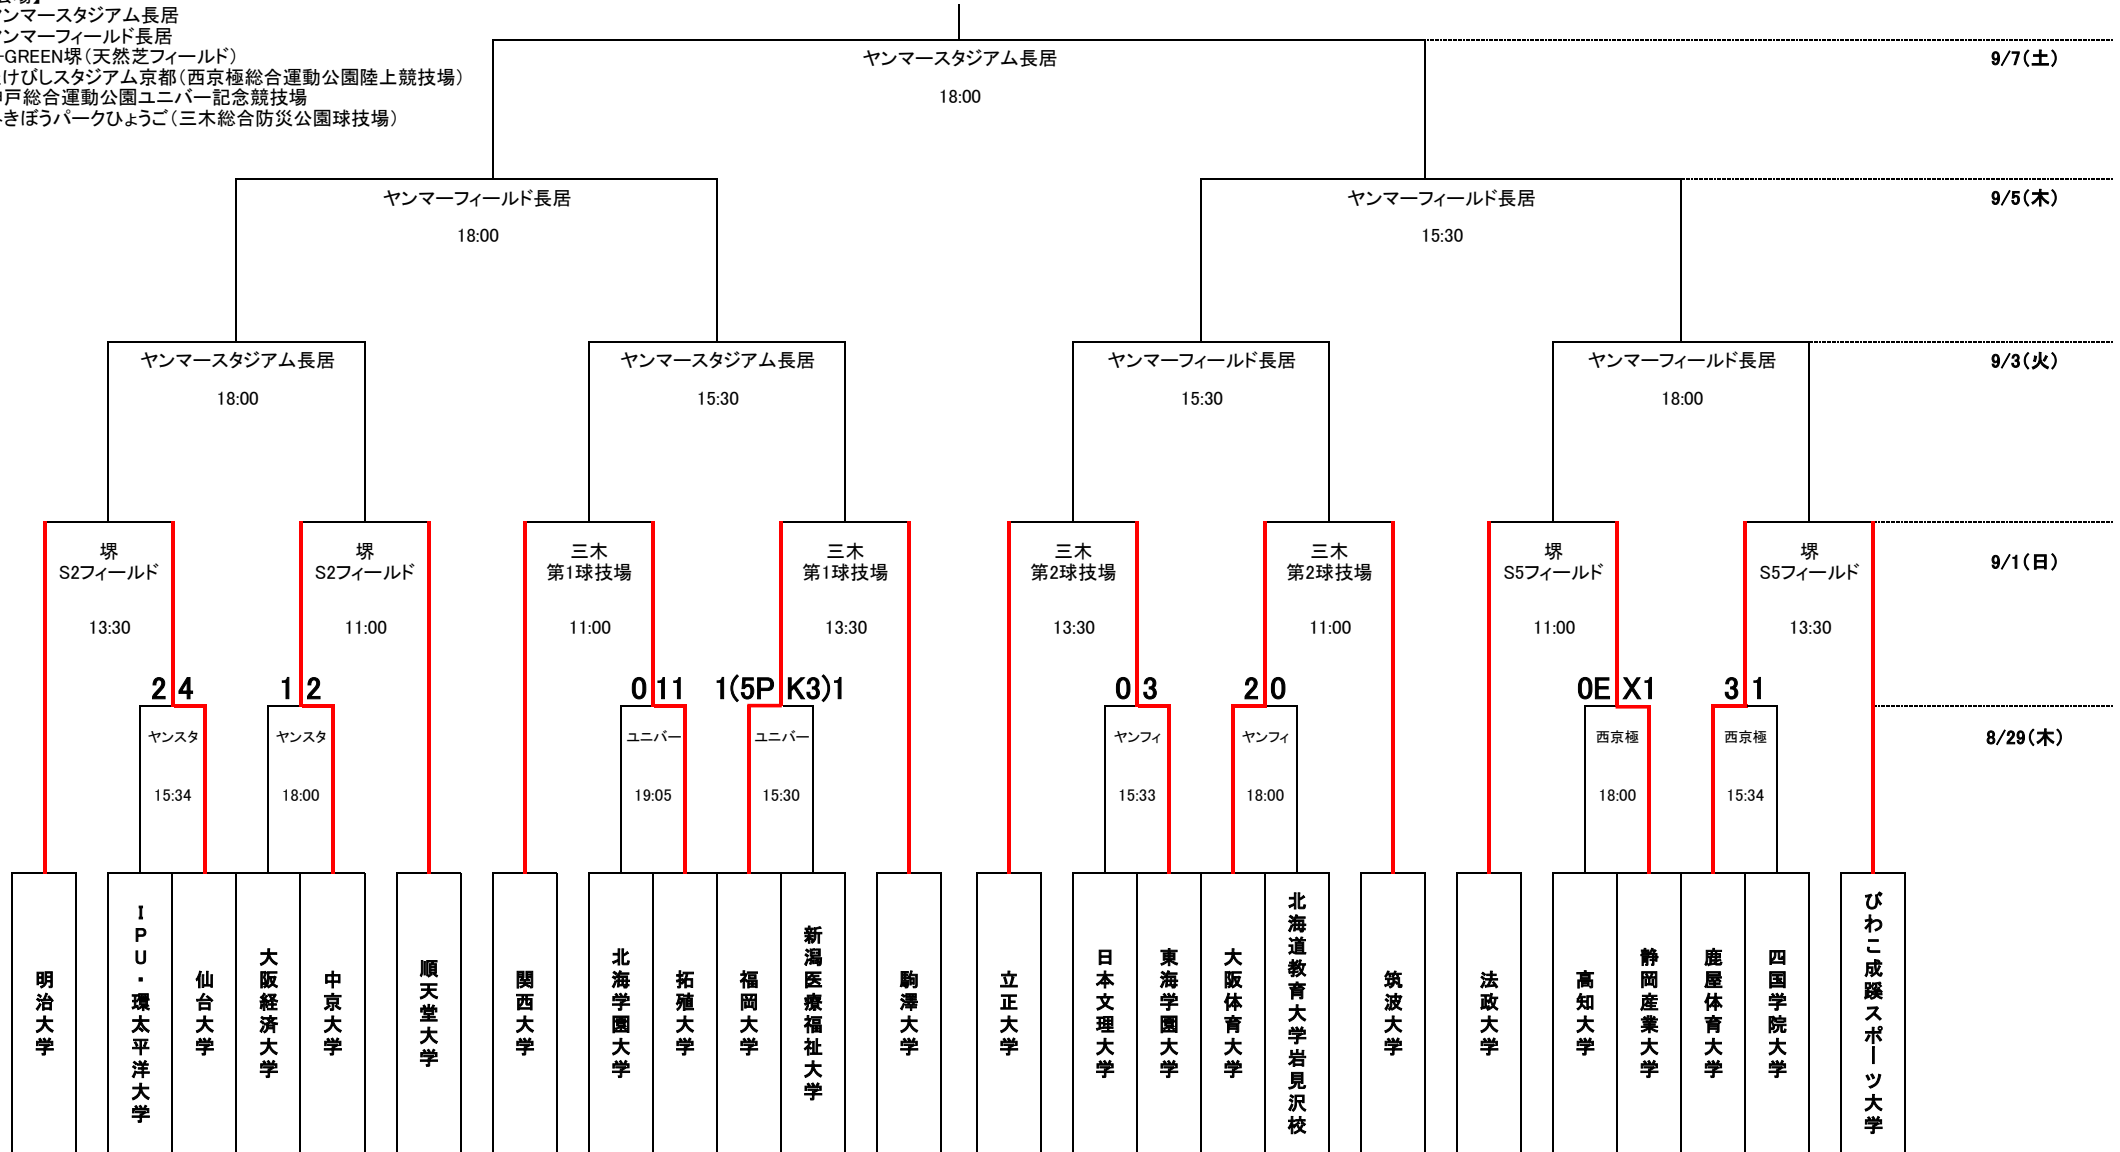 ンマースタジアム長居
ンマーフィールド長居
-GREEN堺(天然芝フィールド)
けびしスタジアム京都(西京極総合運動公園陸上競技場)
戸総合運動公園ユニバー記念競技場
きぼうパークひょうご(三木総合防災公園球技場)
ヤンマースタジアム長居
9/7(土)
18:00
ヤンマーフィールド長居
ヤンマーフィールド長居
9/5(木)
18:00
15:30
ヤンマースタジアム長居
ヤンマースタジアム長居
ヤンマーフィールド長居
ヤンマーフィールド長居
9/3(火)
18:00
15:30
15:30
18:00
堺
S2フィールド
堺
S2フィールド
三木
第1球技場
三木
第1球技場
三木
第2球技場
三木
第2球技場
堺
S5フィールド
堺
S5フィールド
9/1(日)
13:30
11:00
11:00
13:30
13:30
11:00
11:00
13:30
2 4
1 2
0 11
1(5P K3)1
0 3
2 0
0E X1
3 1
ヤンスタ
ヤンスタ
ユニバー
ユニバー
ヤンフィ
ヤンフィ
西京極
西京極
8/29(木)
15:34
18:00
19:05
15:30
15:33
18:00
18:00
15:34
明治大学
IPU・環太平洋大学
仙台大学
大阪経済大学
中京大学
順天堂大学
関西大学
北海学園大学
拓殖大学
福岡大学
新潟医療福祉大学
駒澤大学
立正大学
日本文理大学
東海学園大学
大阪体育大学
北海道教育大学岩見沢校
筑波大学
法政大学
高知大学
静岡産業大学
鹿屋体育大学
四国学院大学
びわこ成蹊スポーツ大学